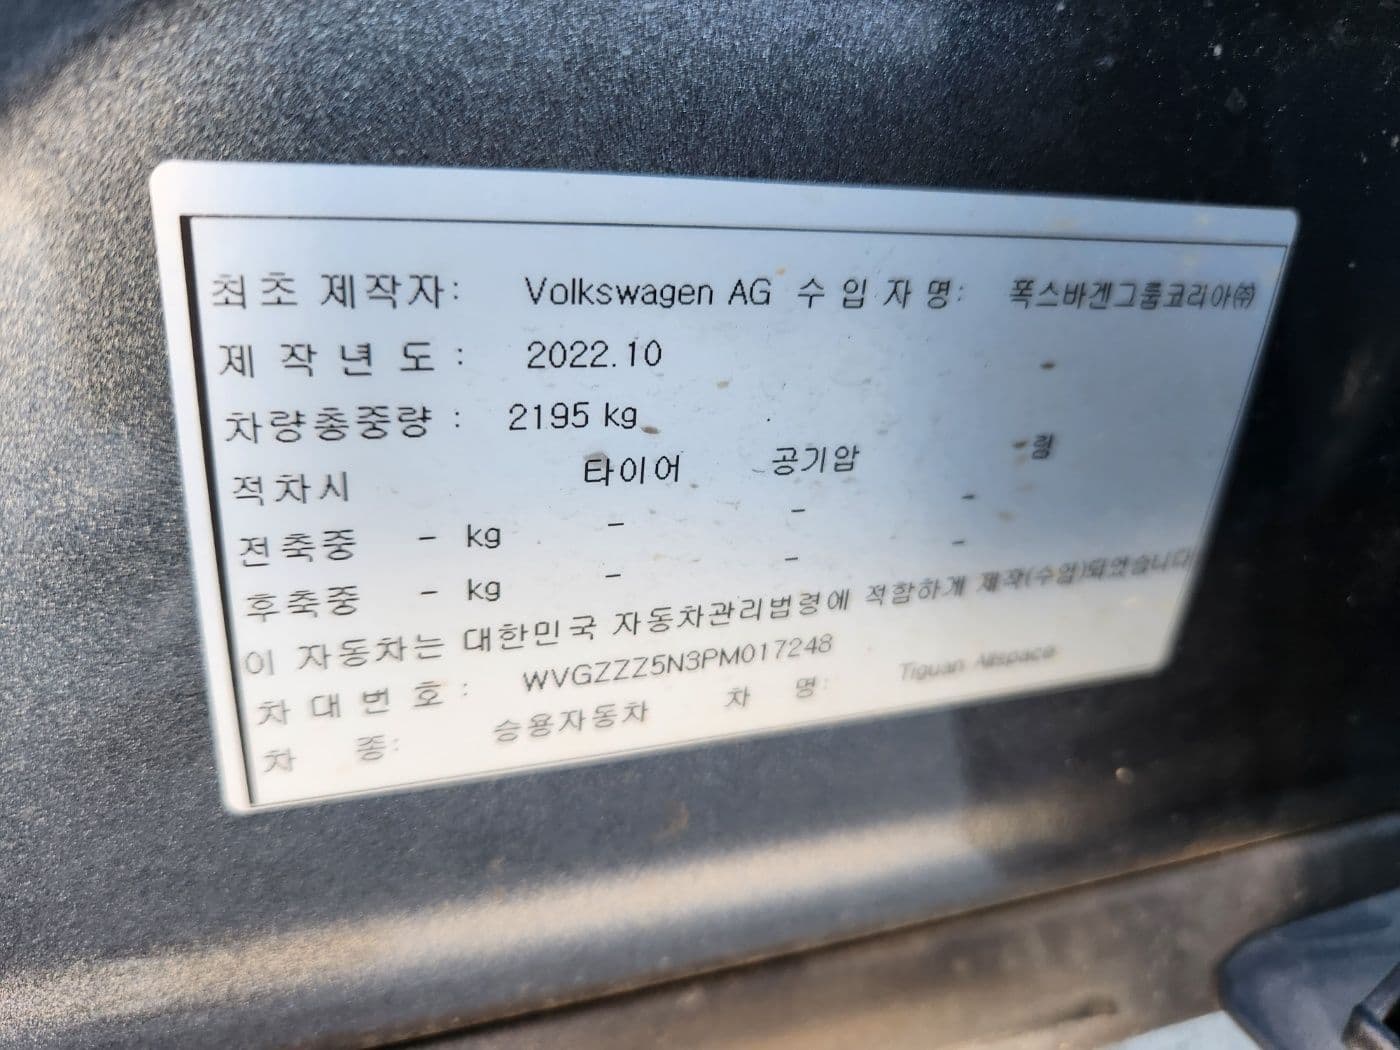 최초 제작자: Volkswagen AG 수 입 자 명: 폭스바겐그룹코리아㈜
제 작 년 도 : 2022.10
차량총중량 : 2195 kg
적차시 타이어 공기압
전축중 - kg - - -
후축중 - kg - - -
이 자동차는 대한민국 자동차관리법령에 적합하게 제작(수입)되었습니다
차 대 번 호 : WVGZZZ5N3PM017248
차 종: 승용자동차 차 명: Tiguan Allspace